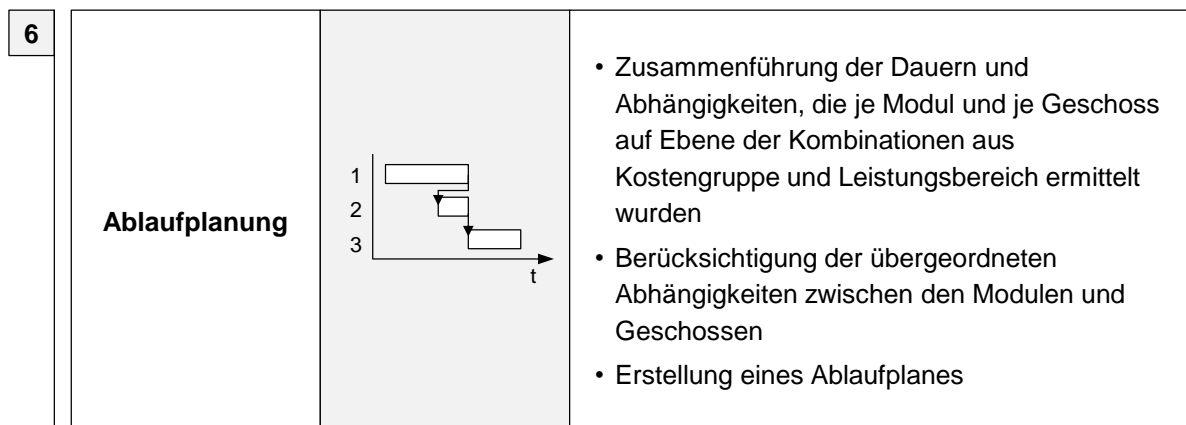 6
Ablaufplanung
1
2
3
t
• Zusammenführung der Dauern und
Abhängigkeiten, die je Modul und je Geschoss
auf Ebene der Kombinationen aus
Kostengruppe und Leistungsbereich ermittelt
wurden
• Berücksichtigung der übergeordneten
Abhängigkeiten zwischen den Modulen und
Geschossen
• Erstellung eines Ablaufplanes